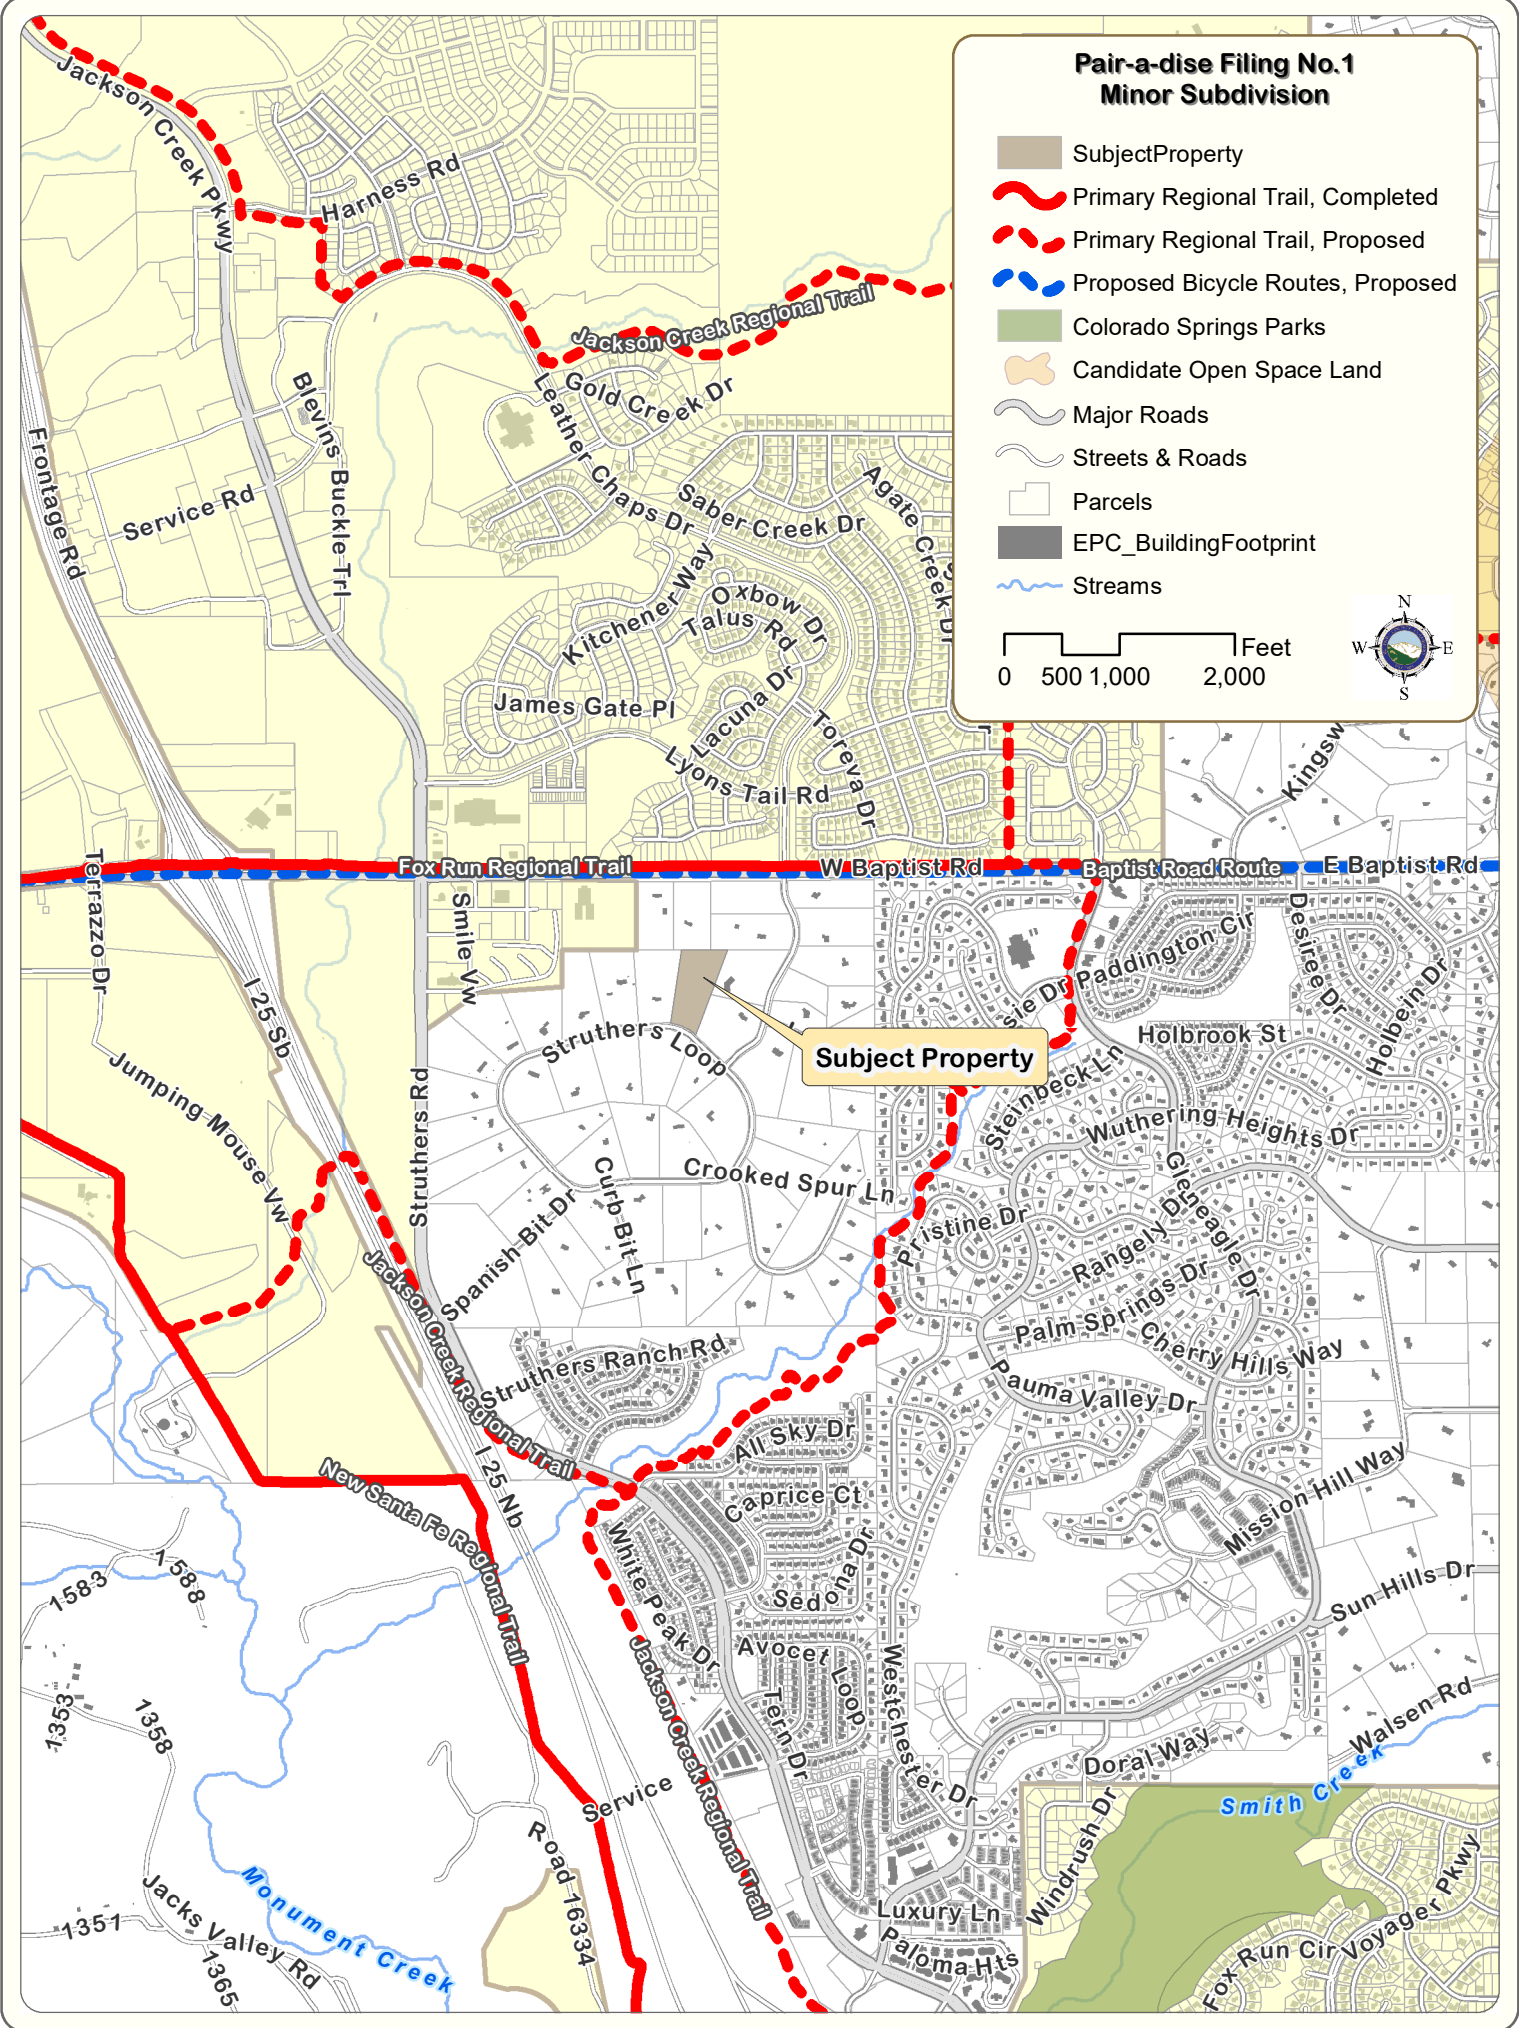 Pair-a-dise Filing No.1
Minor Subdivision
SubjectProperty
Primary Regional Trail, Completed
Primary Regional Trail, Proposed
Proposed Bicycle Routes, Proposed
Colorado Springs Parks
Candidate Open Space Land
Major Roads
Streets & Roads
Parcels
EPC_BuildingFootprint
Streams
Feet
0 500 1,000 2,000
N
W E
S
Jackson Creek Pkwy
Harness Rd
Jackson Creek Regional Trail
Gold Creek Dr
Blevins Buckle Trl
Leather Chaps Dr
Frontage Rd
Service Rd
Saber Creek Dr
Agate Creek Dr
Kitchener Way
Oxbow Dr
Talus Rd
Lacuna Dr
James Gate Pl
Toreva Dr
Lyons Tail Rd
Kingsw
Fox Run Regional Trail
W Baptist Rd
Baptist Road Route
E Baptist Rd
Terrazzo Dr
Smile Vw
Paddington Cir
Desiree Dr
Holbein Dr
I 25 Sb
sie Dr
Struthers Loop
Subject Property
Holbrook St
Steinbeck Ln
Jumping Mouse Vw
Struthers Rd
Wuthering Heights Dr
Crooked Spur Ln
Curb Bit Ln
Spanish Bit Dr
Gleneagle Dr
Pristine Dr
Rangely Dr
Palm Springs Dr
Cherry Hills Way
Jackson Creek Regional Trail
Struthers Ranch Rd
Pauma Valley Dr
All Sky Dr
Mission Hill Way
I 25 Nb
New Santa Fe Regional Trail
Caprice Ct
White Peak Dr
Sedona Dr
1583
1588
Sun Hills Dr
Avocet Loop
Westchester Dr
Tern Dr
Jackson Creek Regional Trail
1353
1358
Walsen Rd
Doral Way
Smith Creek
Service
Road 16334
Windrush Dr
Voyager Pkwy
Monument Creek
Jacks Valley Rd
1351
1365
Luxury Ln
Paloma Hts
Fox Run Cir